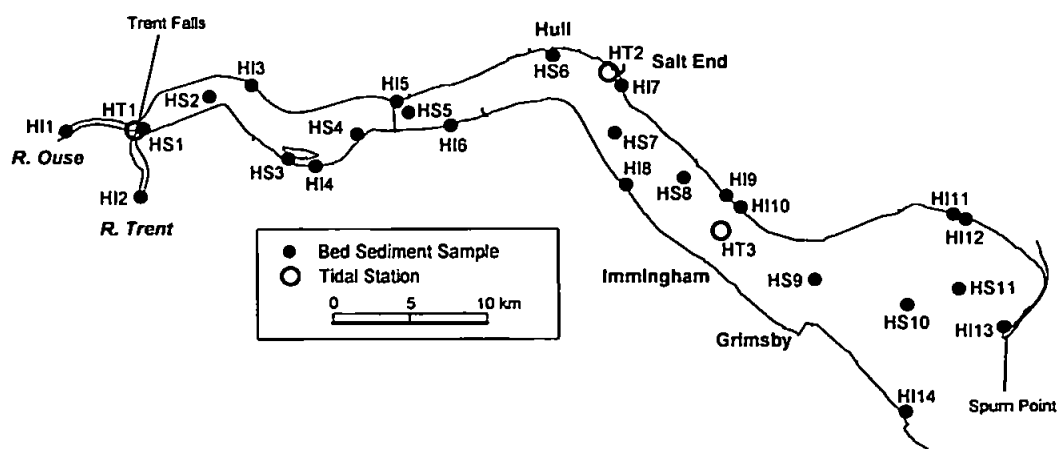 Trent Falls
Hull
HT2
Salt End
HS6
HI7
HI3
HI5
HS2
HT1
HS5
HI1
HS1
HS4
HI6
HS7
R. Ouse
HS3
HI4
HI8
HS8
HI9
HI2
HI10
HI11
R. Trent
HI12
HT3
Bed Sediment Sample
Tidal Station
Immingham
0 5 10 km
HS9
HS11
HS10
HI13
Grimsby
HI14
Spurn Point